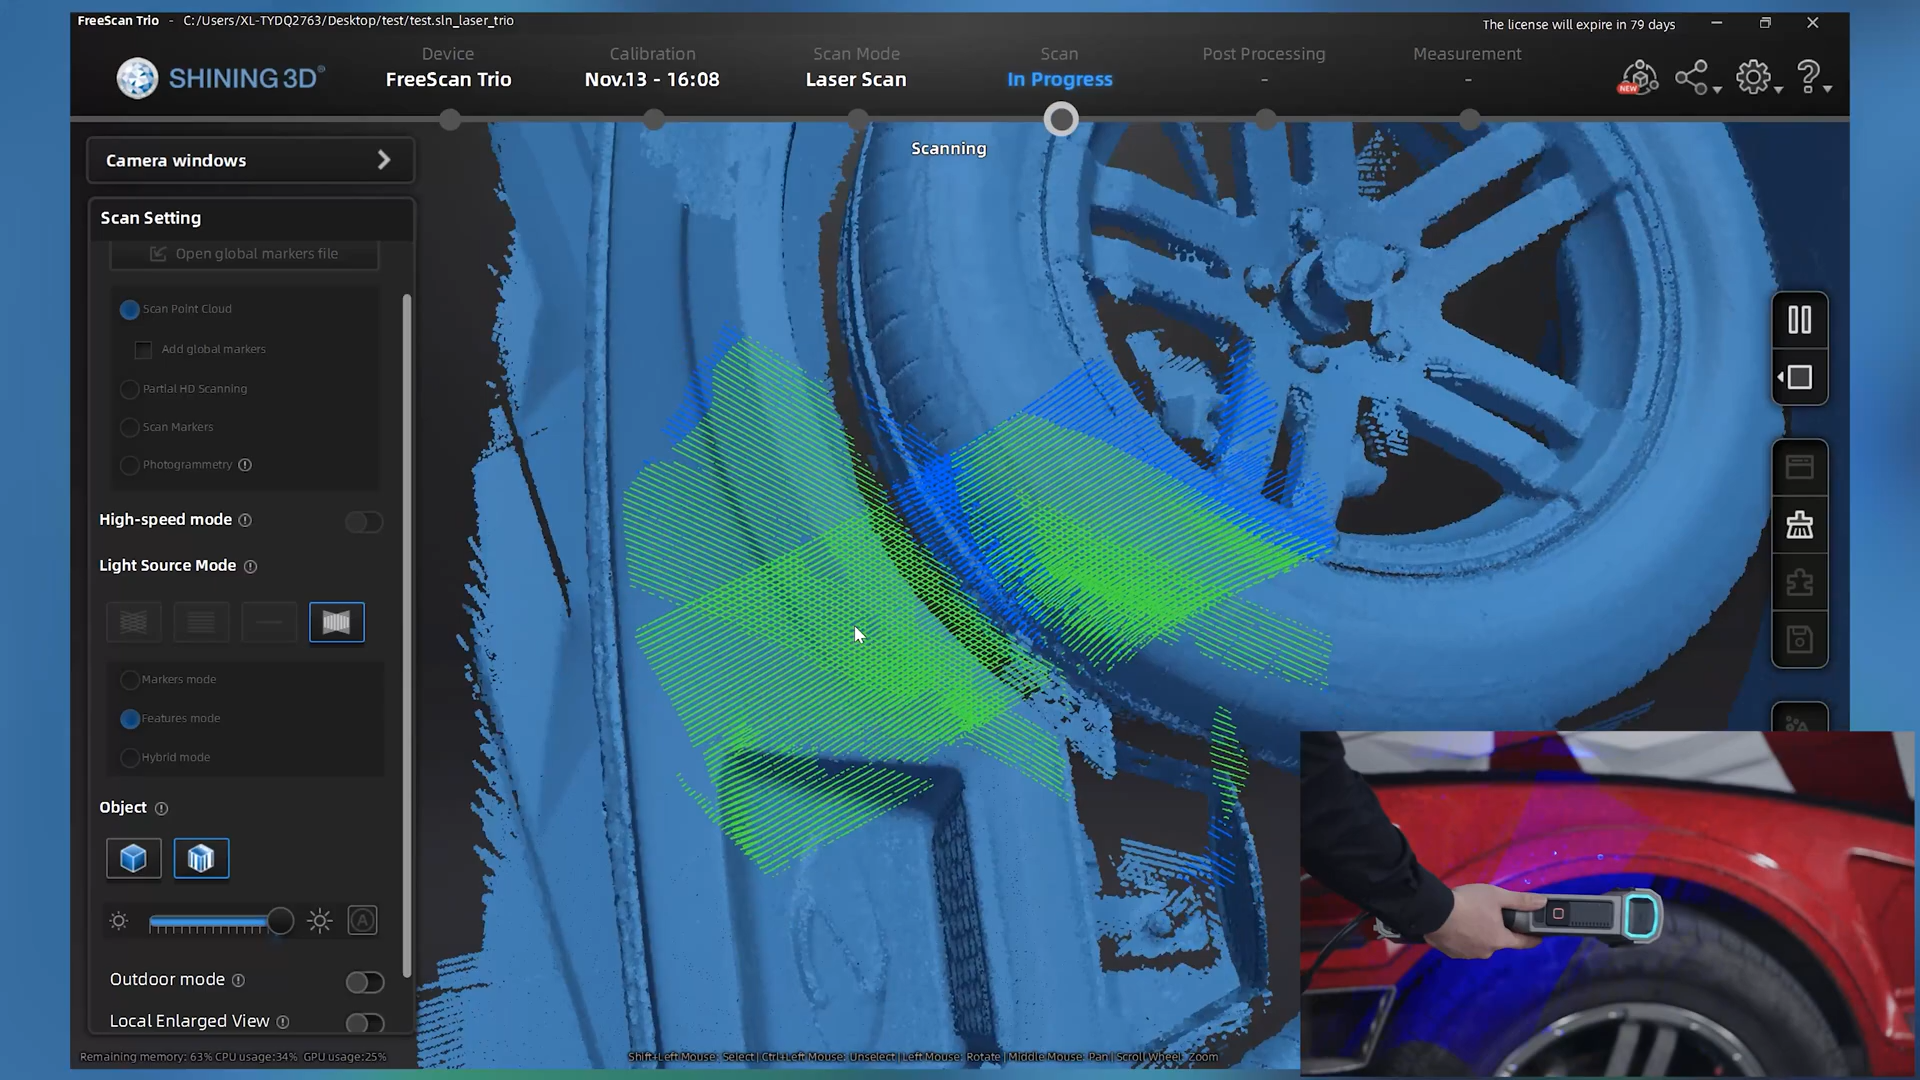 FreeScan Trio - C:/Users/XL-TYDQ2763/Desktop/test/test.sln_laser_trio
The license will expire in 79 days
SHINING 3D®
Device
FreeScan Trio
Calibration
Nov.13 - 16:08
Scan Mode
Laser Scan
Scan
In Progress
Post Processing
-
Measurement
-
NEW
Camera windows
Scanning
Scan Setting
Open global markers file
Scan Point Cloud
Add global markers
Partial HD Scanning
Scan Markers
Photogrammetry
High-speed mode
Light Source Mode
Markers mode
Features mode
Hybrid mode
Object
A
Outdoor mode
Local Enlarged View
Remaining memory: 63% CPU usage:34% GPU usage:25%
Shift+Left Mouse: Select | Ctrl+Left Mouse: Unselect | Left Mouse: Rotate | Middle Mouse: Pan | Scroll Wheel: Zoom